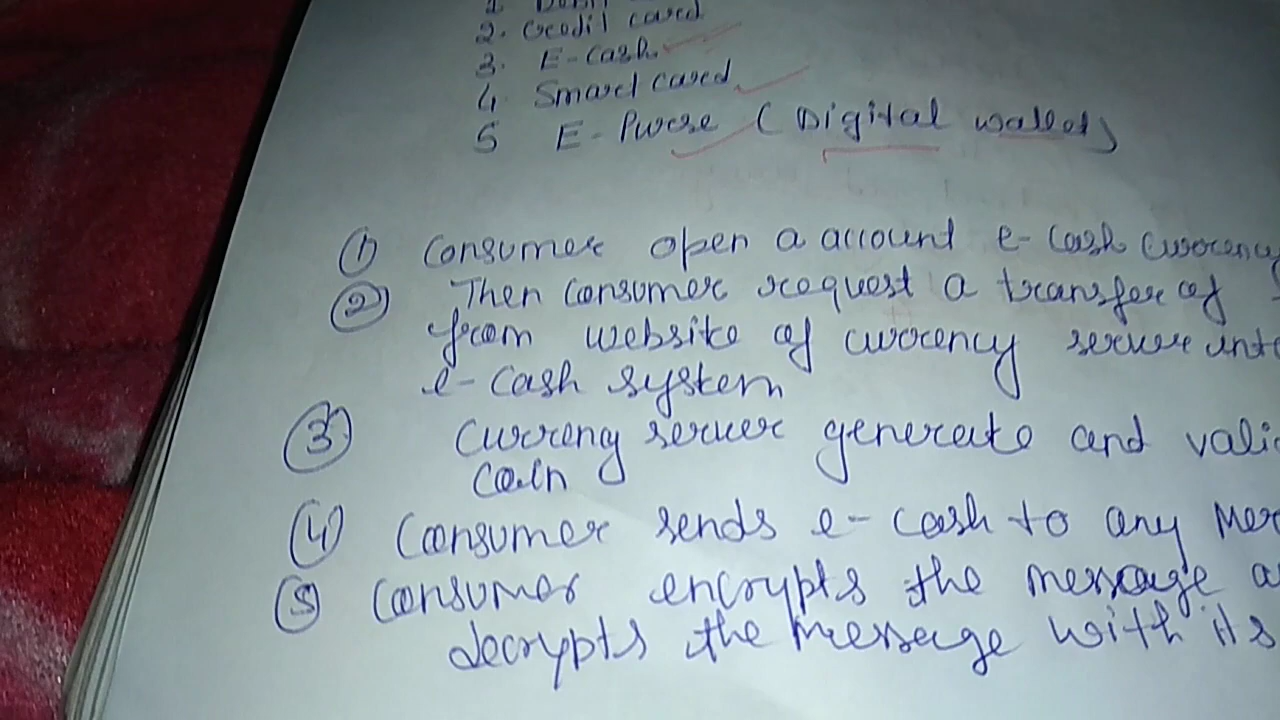 2. Credit card
3. E-Cash
4. Smart card
5 E-Purse (Digital wallet)
① Consumer open a account e-cash currency
② Then consumer request a transfer of
from website of currency server into
e-cash system
③ Curreny server generate and
coin
④ Consumer sends e-cash to any
⑤ Consumer encrypts the message
decrypts the message with its